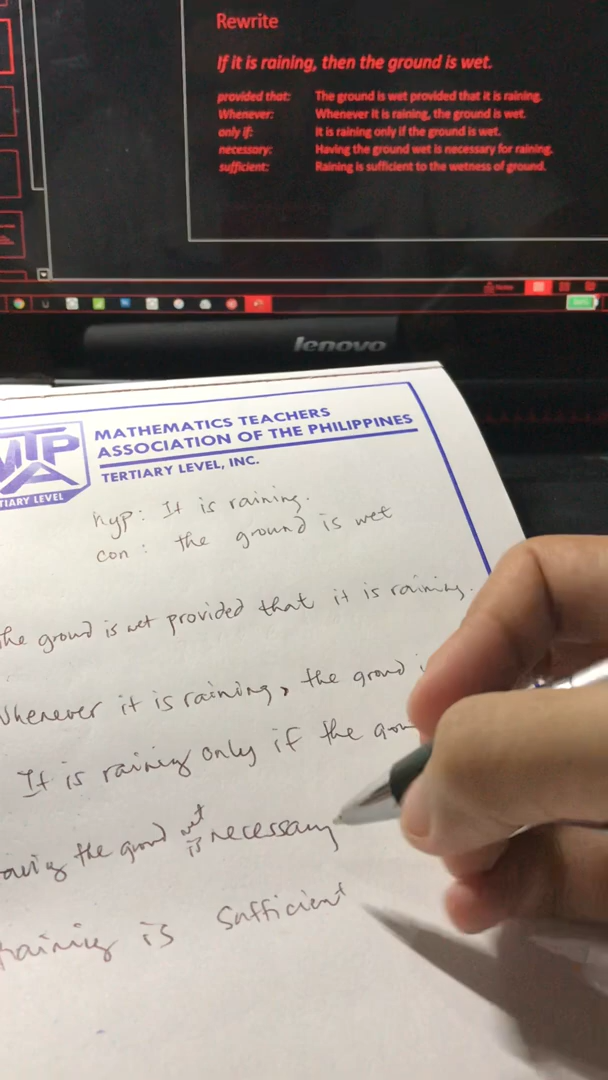 Rewrite
If it is raining, then the ground is wet.
provided that: The ground is wet provided that it is raining.
Whenever: Whenever it is raining, the ground is wet.
only if: It is raining only if the ground is wet.
necessary: Having the ground wet is necessary for raining.
sufficient: Raining is sufficient to the wetness of ground.
lenovo
MTPA
TIARY LEVEL
MATHEMATICS TEACHERS
ASSOCIATION OF THE PHILIPPINES
TERTIARY LEVEL, INC.
hyp: It is raining.
con: the ground is wet
The ground is wet provided that it is raining.
Whenever it is raining, the ground i
It is raining only if the grou
aving the ground wet is necessary
raining is sufficient